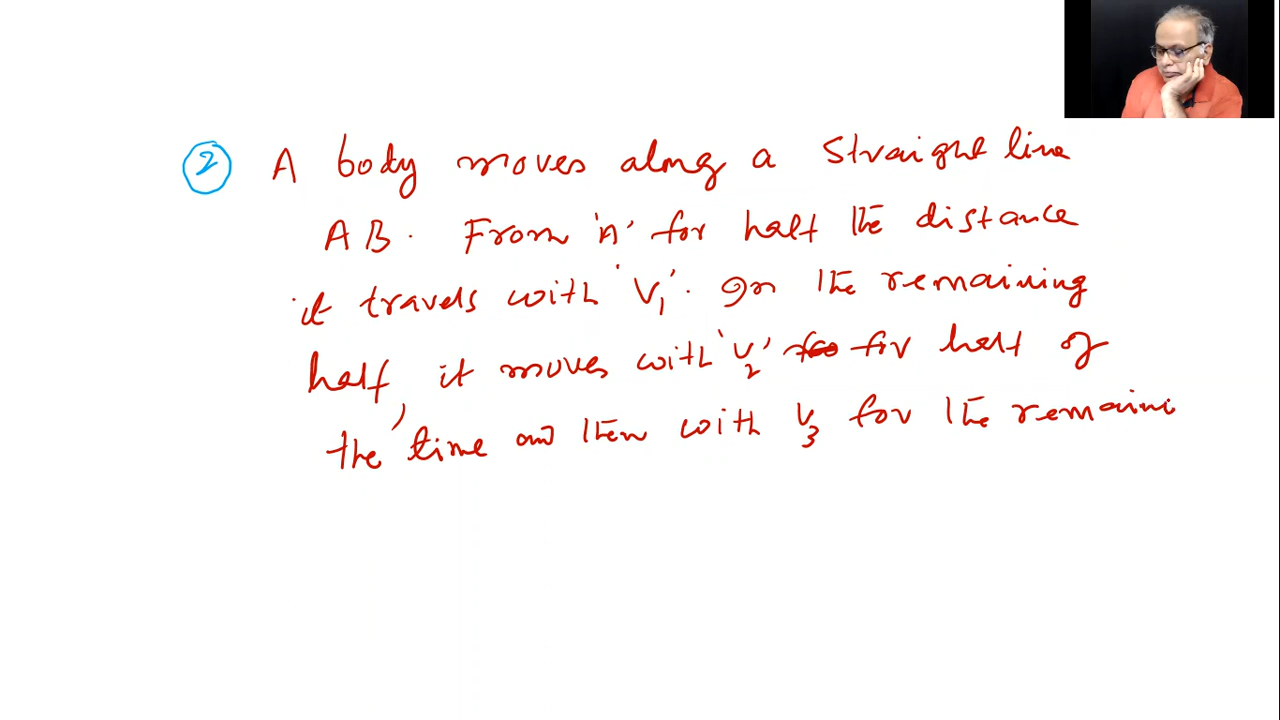 2 A body moves along a straight line
AB. From 'A' for half the distance
it travels with 'V1'. In the remaining
half, it moves with 'V2' for half of
the time and then with V3 for the remaini